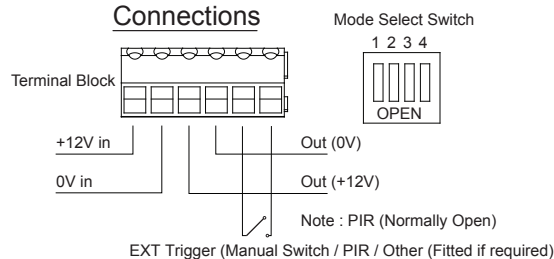 Connections
Mode Select Switch
1 2 3 4
Terminal Block
OPEN
+12V in
Out (0V)
0V in
Out (+12V)
Note : PIR (Normally Open)
EXT Trigger (Manual Switch / PIR / Other (Fitted if required)